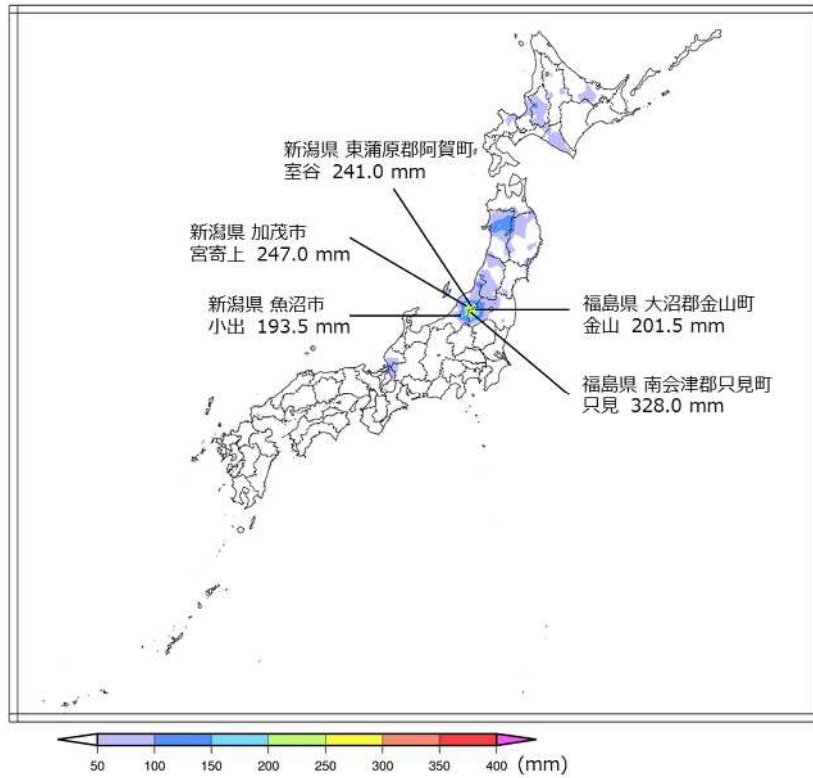 新潟県 東蒲原郡阿賀町
室谷 241.0 mm
新潟県 加茂市
宮寄上 247.0 mm
新潟県 魚沼市
小出 193.5 mm
福島県 大沼郡金山町
金山 201.5 mm
福島県 南会津郡只見町
只見 328.0 mm
50 100 150 200 250 300 350 400 (mm)